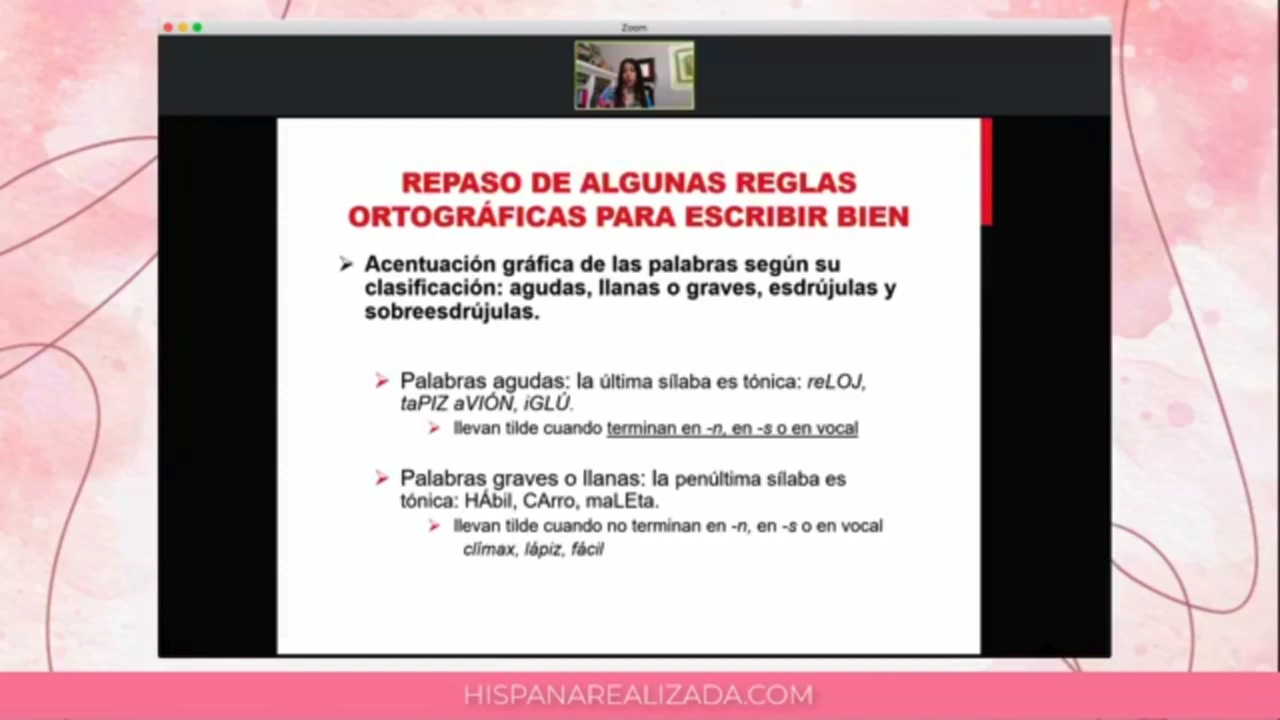 Zoom
REPASO DE ALGUNAS REGLAS
ORTOGRÁFICAS PARA ESCRIBIR BIEN
➢ Acentuación gráfica de las palabras según su
clasificación: agudas, llanas o graves, esdrújulas y
sobreesdrújulas.
➢ Palabras agudas: la última sílaba es tónica: reLOJ,
taPIZ aVIÓN, iGLÚ.
➢ llevan tilde cuando terminan en -n, en -s o en vocal
➢ Palabras graves o llanas: la penúltima sílaba es
tónica: HÁbil, CArro, maLEta.
➢ llevan tilde cuando no terminan en -n, en -s o en vocal
clímax, lápiz, fácil
HISPANAREALIZADA.COM